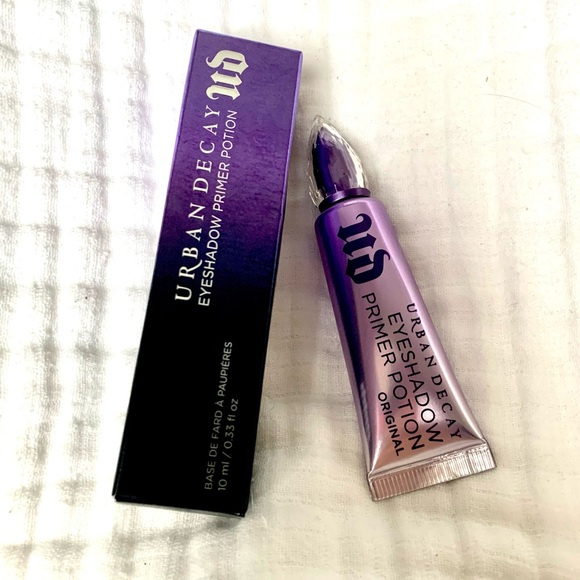 UD
URBAN DECAY
EYESHADOW PRIMER POTION
BASE DE FARD À PAUPIÈRES
10 ml / 0.33 fl oz
UD
URBAN DECAY
EYESHADOW
PRIMER POTION
ORIGINAL